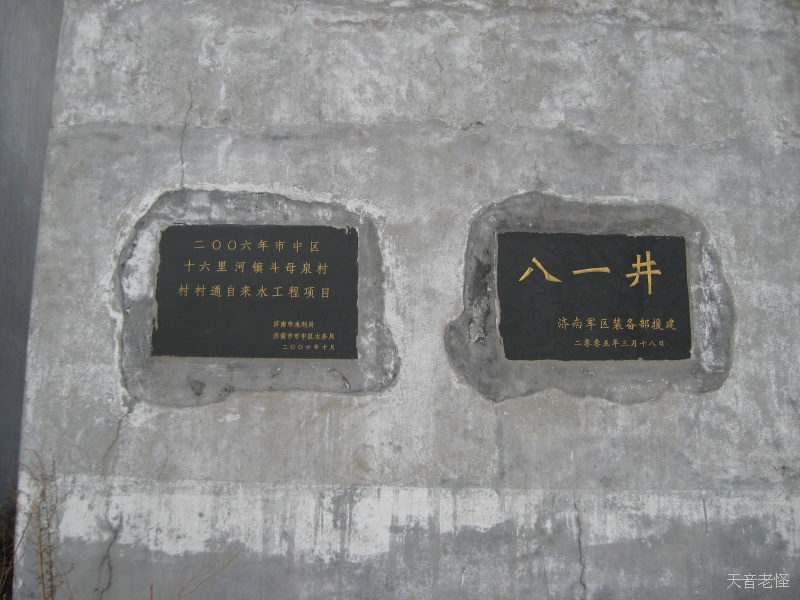 二〇〇六年市中区
十六里河镇斗母泉村
村村通自来水工程项目
济南市水利局
济南市市中区水务局
二〇〇六年十月
八一井
济南军区装备部援建
二零零五年三月十八日
天音老怪